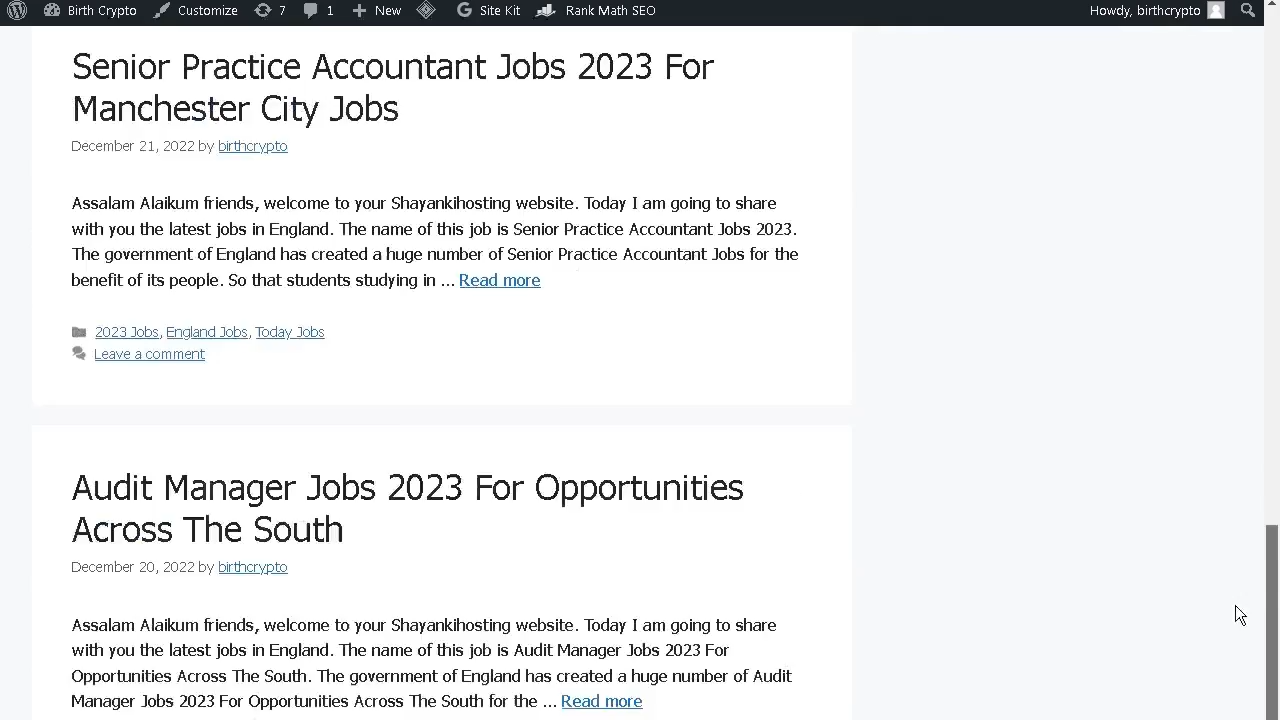 Birth Crypto Customize 7 1 New Site Kit Rank Math SEO Howdy, birthcrypto
Senior Practice Accountant Jobs 2023 For
Manchester City Jobs
December 21, 2022 by birthcrypto
Assalam Alaikum friends, welcome to your Shayankihosting website. Today I am going to share
with you the latest jobs in England. The name of this job is Senior Practice Accountant Jobs 2023.
The government of England has created a huge number of Senior Practice Accountant Jobs for the
benefit of its people. So that students studying in ... Read more
2023 Jobs, England Jobs, Today Jobs
Leave a comment
Audit Manager Jobs 2023 For Opportunities
Across The South
December 20, 2022 by birthcrypto
Assalam Alaikum friends, welcome to your Shayankihosting website. Today I am going to share
with you the latest jobs in England. The name of this job is Audit Manager Jobs 2023 For
Opportunities Across The South. The government of England has created a huge number of Audit
Manager Jobs 2023 For Opportunities Across The South for the ... Read more